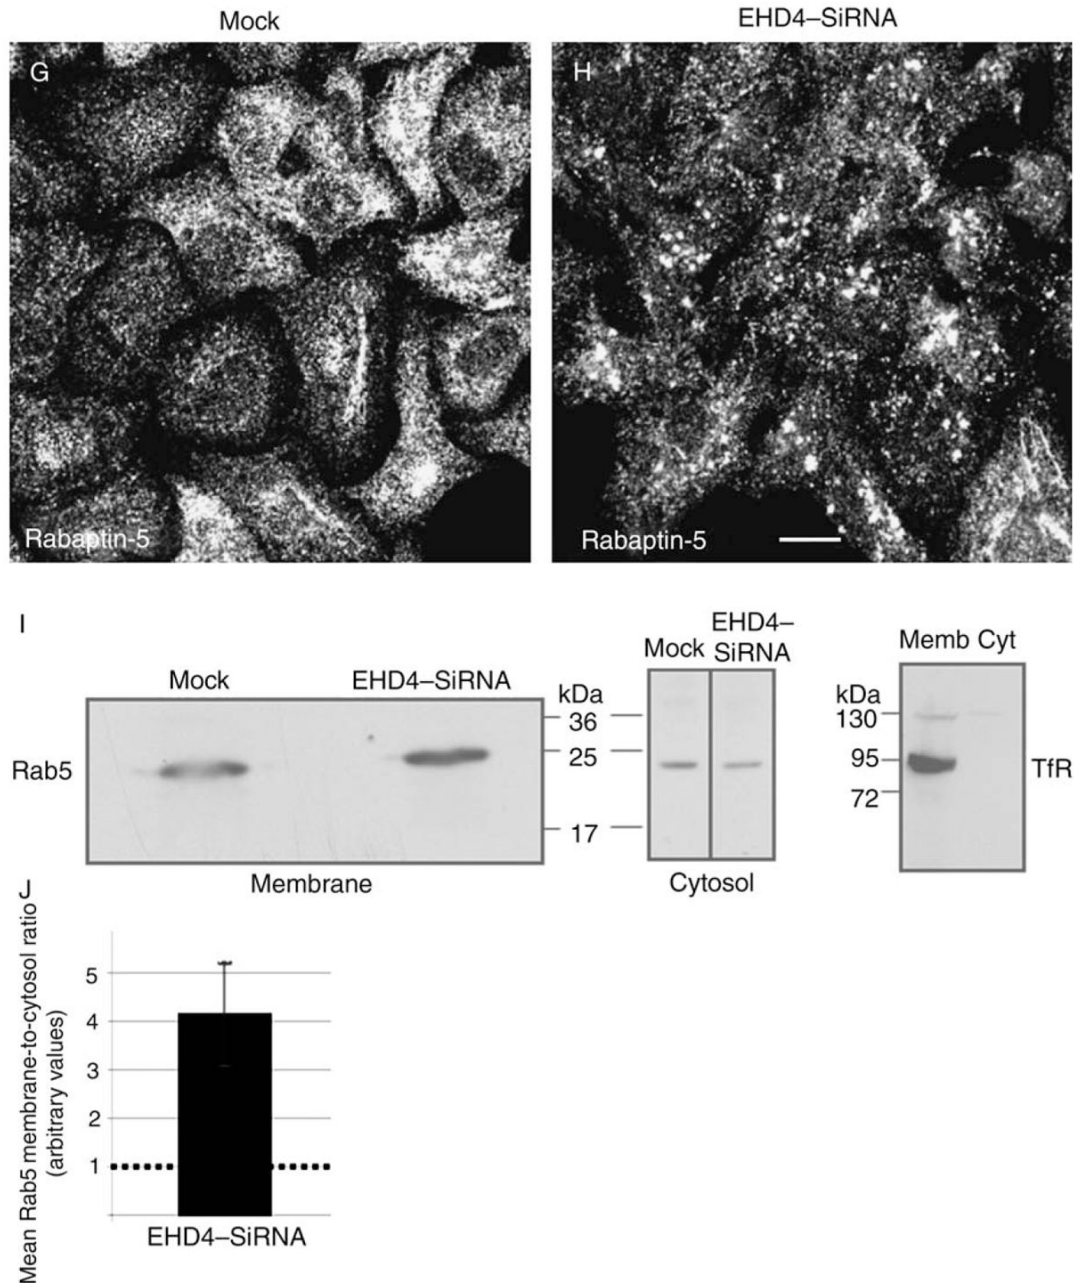 Mock
EHD4–SiRNA
G
H
Rabaptin-5
Rabaptin-5
I
Mock
EHD4–SiRNA
Rab5
Membrane
kDa
36
25
17
Mock
EHD4–
SiRNA
Cytosol
Memb Cyt
kDa
130
95
72
TfR
J
Mean Rab5 membrane-to-cytosol ratio
(arbitrary values)
5
4
3
2
1
EHD4–SiRNA